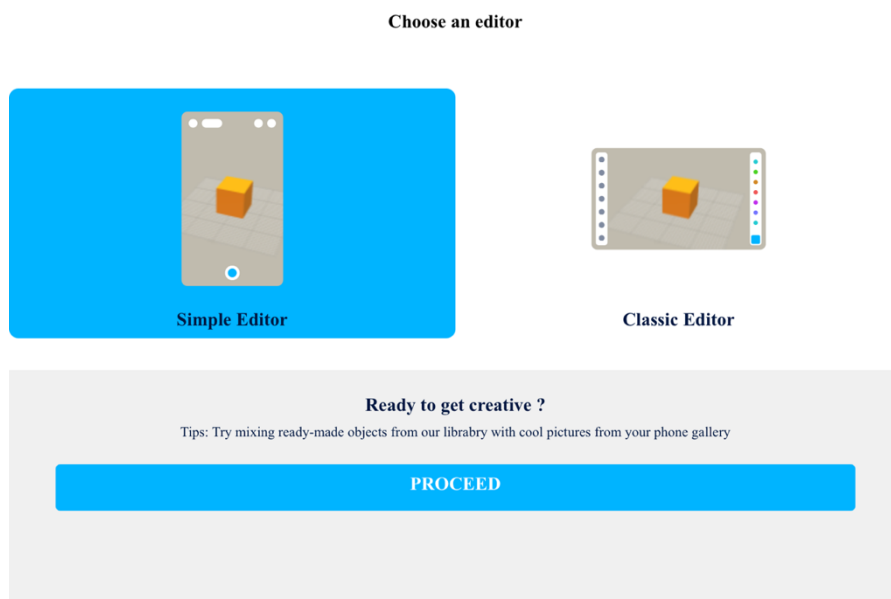 Choose an editor
Simple Editor
Classic Editor
Ready to get creative ?
Tips: Try mixing ready-made objects from our librabry with cool pictures from your phone gallery
PROCEED